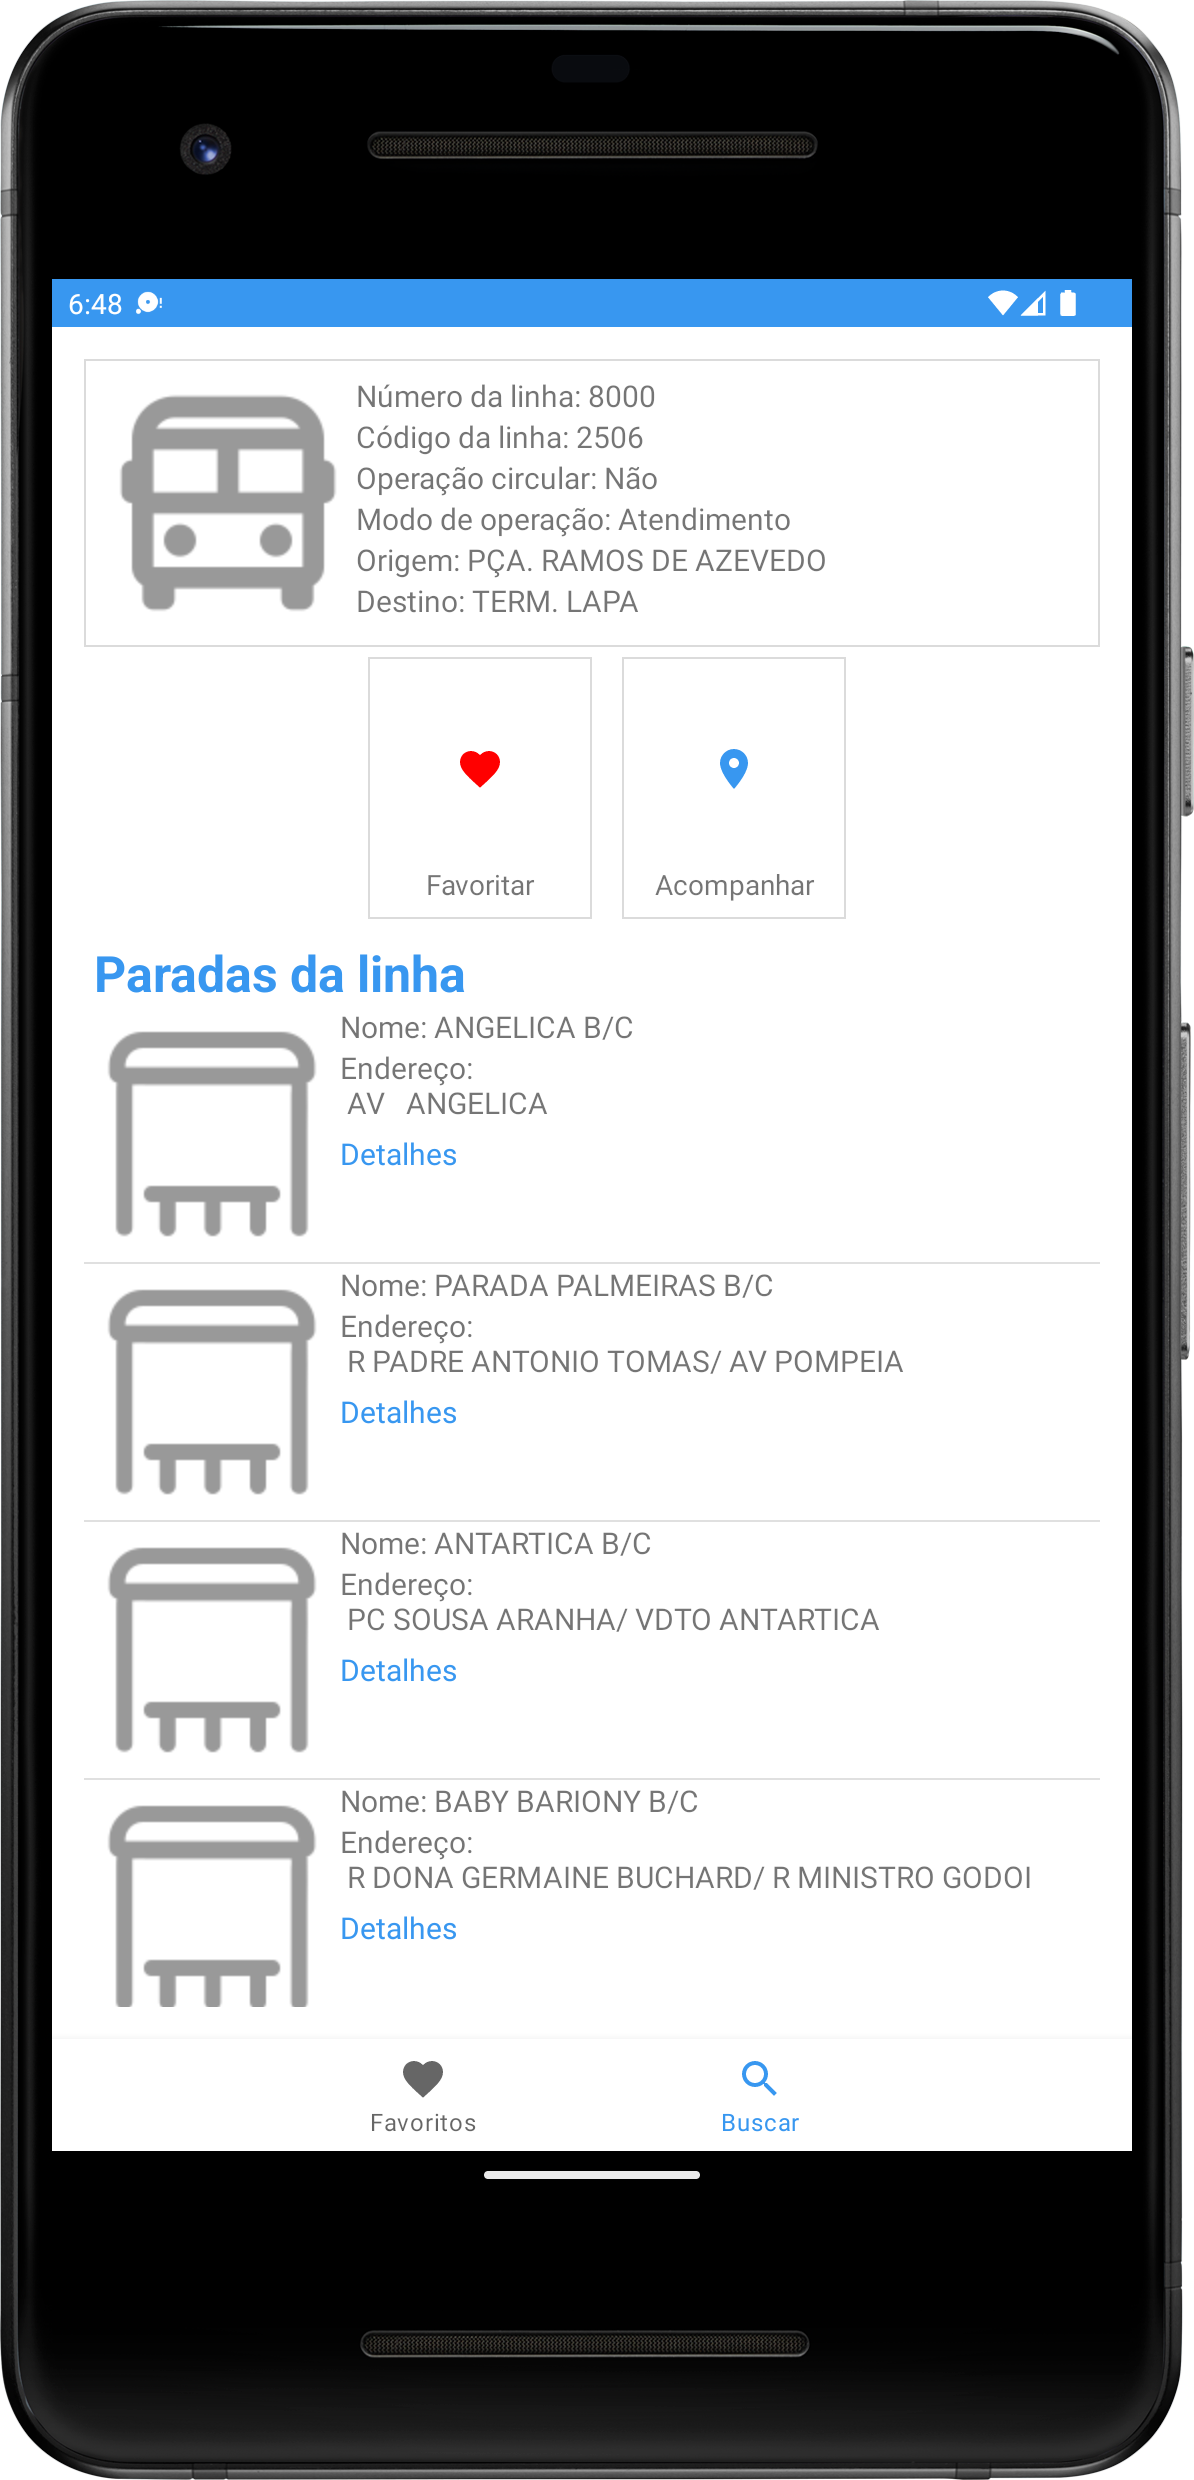 6:48
Número da linha: 8000
Código da linha: 2506
Operação circular: Não
Modo de operação: Atendimento
Origem: PÇA. RAMOS DE AZEVEDO
Destino: TERM. LAPA
Favoritar Acompanhar
Paradas da linha
Nome: ANGELICA B/C
Endereço:
AV   ANGELICA
Detalhes
Nome: PARADA PALMEIRAS B/C
Endereço:
R PADRE ANTONIO TOMAS/ AV POMPEIA
Detalhes
Nome: ANTARTICA B/C
Endereço:
PC SOUSA ARANHA/ VDTO ANTARTICA
Detalhes
Nome: BABY BARIONY B/C
Endereço:
R DONA GERMAINE BUCHARD/ R MINISTRO GODOI
Detalhes
Favoritos Buscar